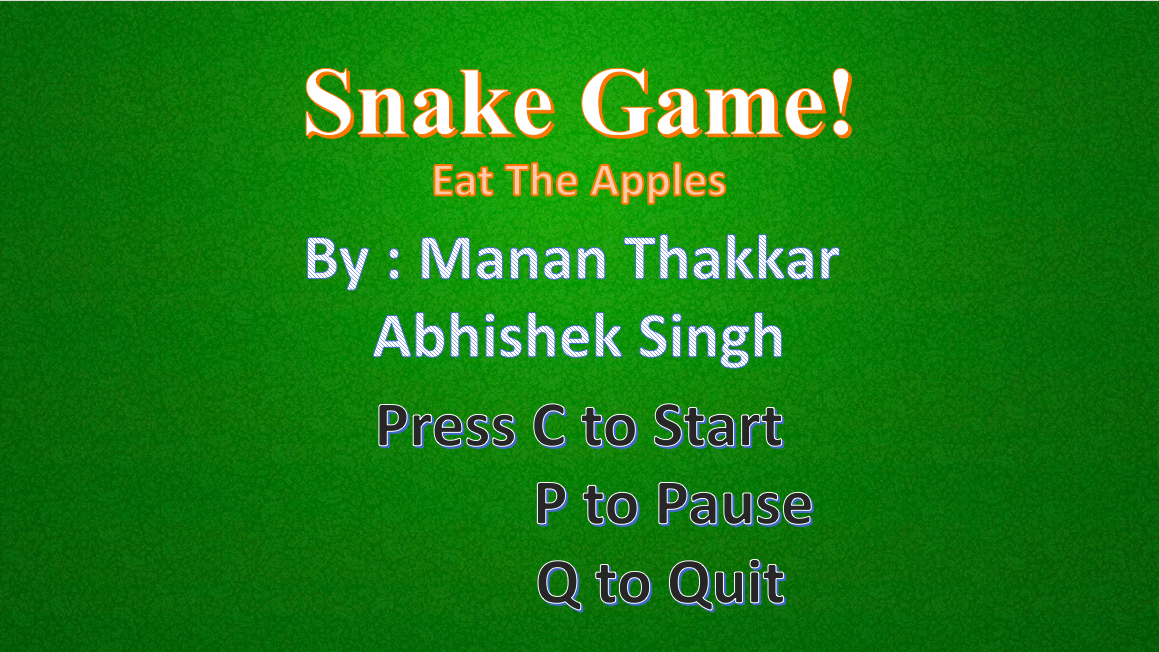 Snake Game!
Eat The Apples
By : Manan Thakkar
Abhishek Singh
Press C to Start
P to Pause
Q to Quit